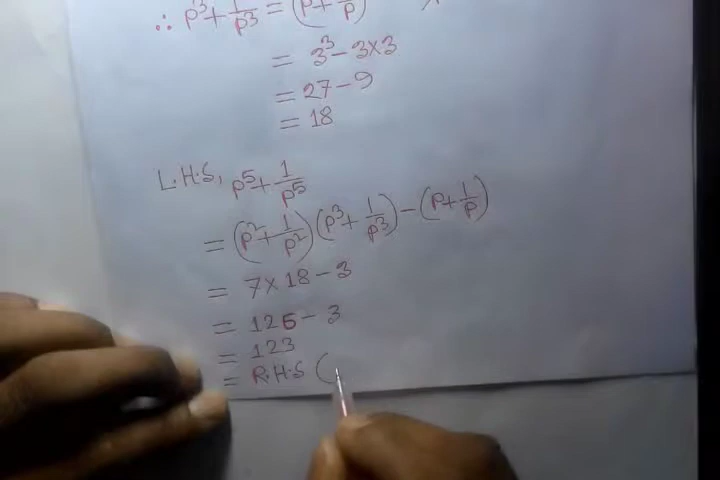 ∴ p³ + 1/p³ = (p + 1/p)
= 3³ - 3×3
= 27 - 9
= 18
L.H.S, p⁵ + 1/p⁵
= (p² + 1/p²)(p³ + 1/p³) - (p + 1/p)
= 7 × 18 - 3
= 126 - 3
= 123
= R.H.S (